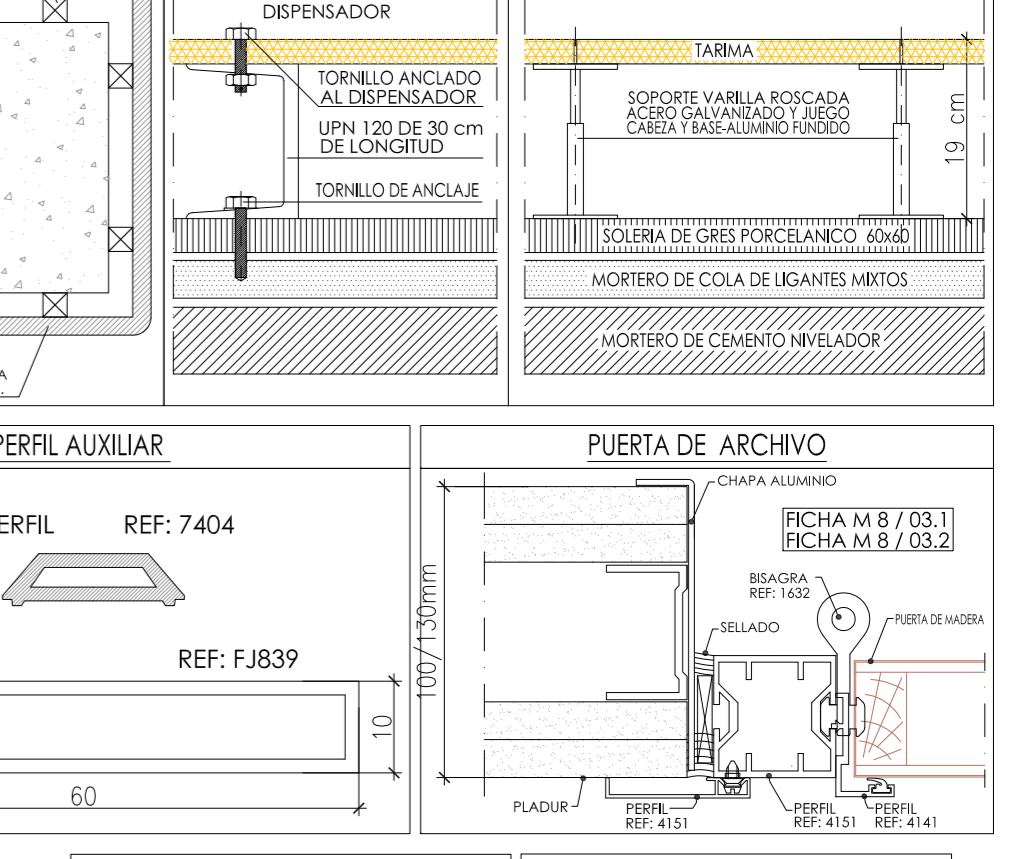 DISPENSADOR
TORNILLO ANCLADO
AL DISPENSADOR
UPN 120 DE 30 cm
DE LONGITUD
TORNILLO DE ANCLAJE
TARIMA
SOPORTE VARILLA ROSCADA
ACERO GALVANIZADO Y JUEGO
CABEZA Y BASE-ALUMINIO FUNDIDO
19 cm
SOLERIA DE GRES PORCELANICO 60x60
MORTERO DE COLA DE LIGANTES MIXTOS
MORTERO DE CEMENTO NIVELADOR
A
PERFIL AUXILIAR
ERFIL REF: 7404
REF: FJ839
10
60
PUERTA DE ARCHIVO
CHAPA ALUMINIO
FICHA M 8 / 03.1
FICHA M 8 / 03.2
BISAGRA
REF: 1632
PUERTA DE MADERA
SELLADO
100/130mm
PLADUR
PERFIL
REF: 4151
PERFIL
REF: 4151
PERFIL
REF: 4141